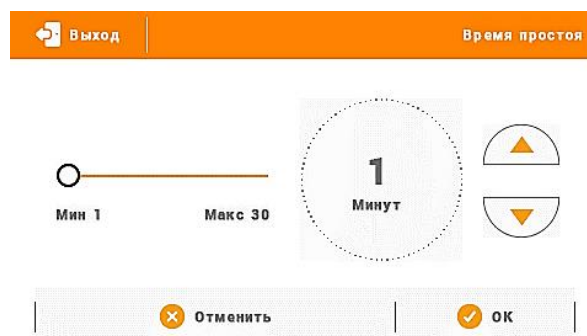 Выход
Время простоя
1
Минут
Мин 1
Макс 30
Отменить
ОК